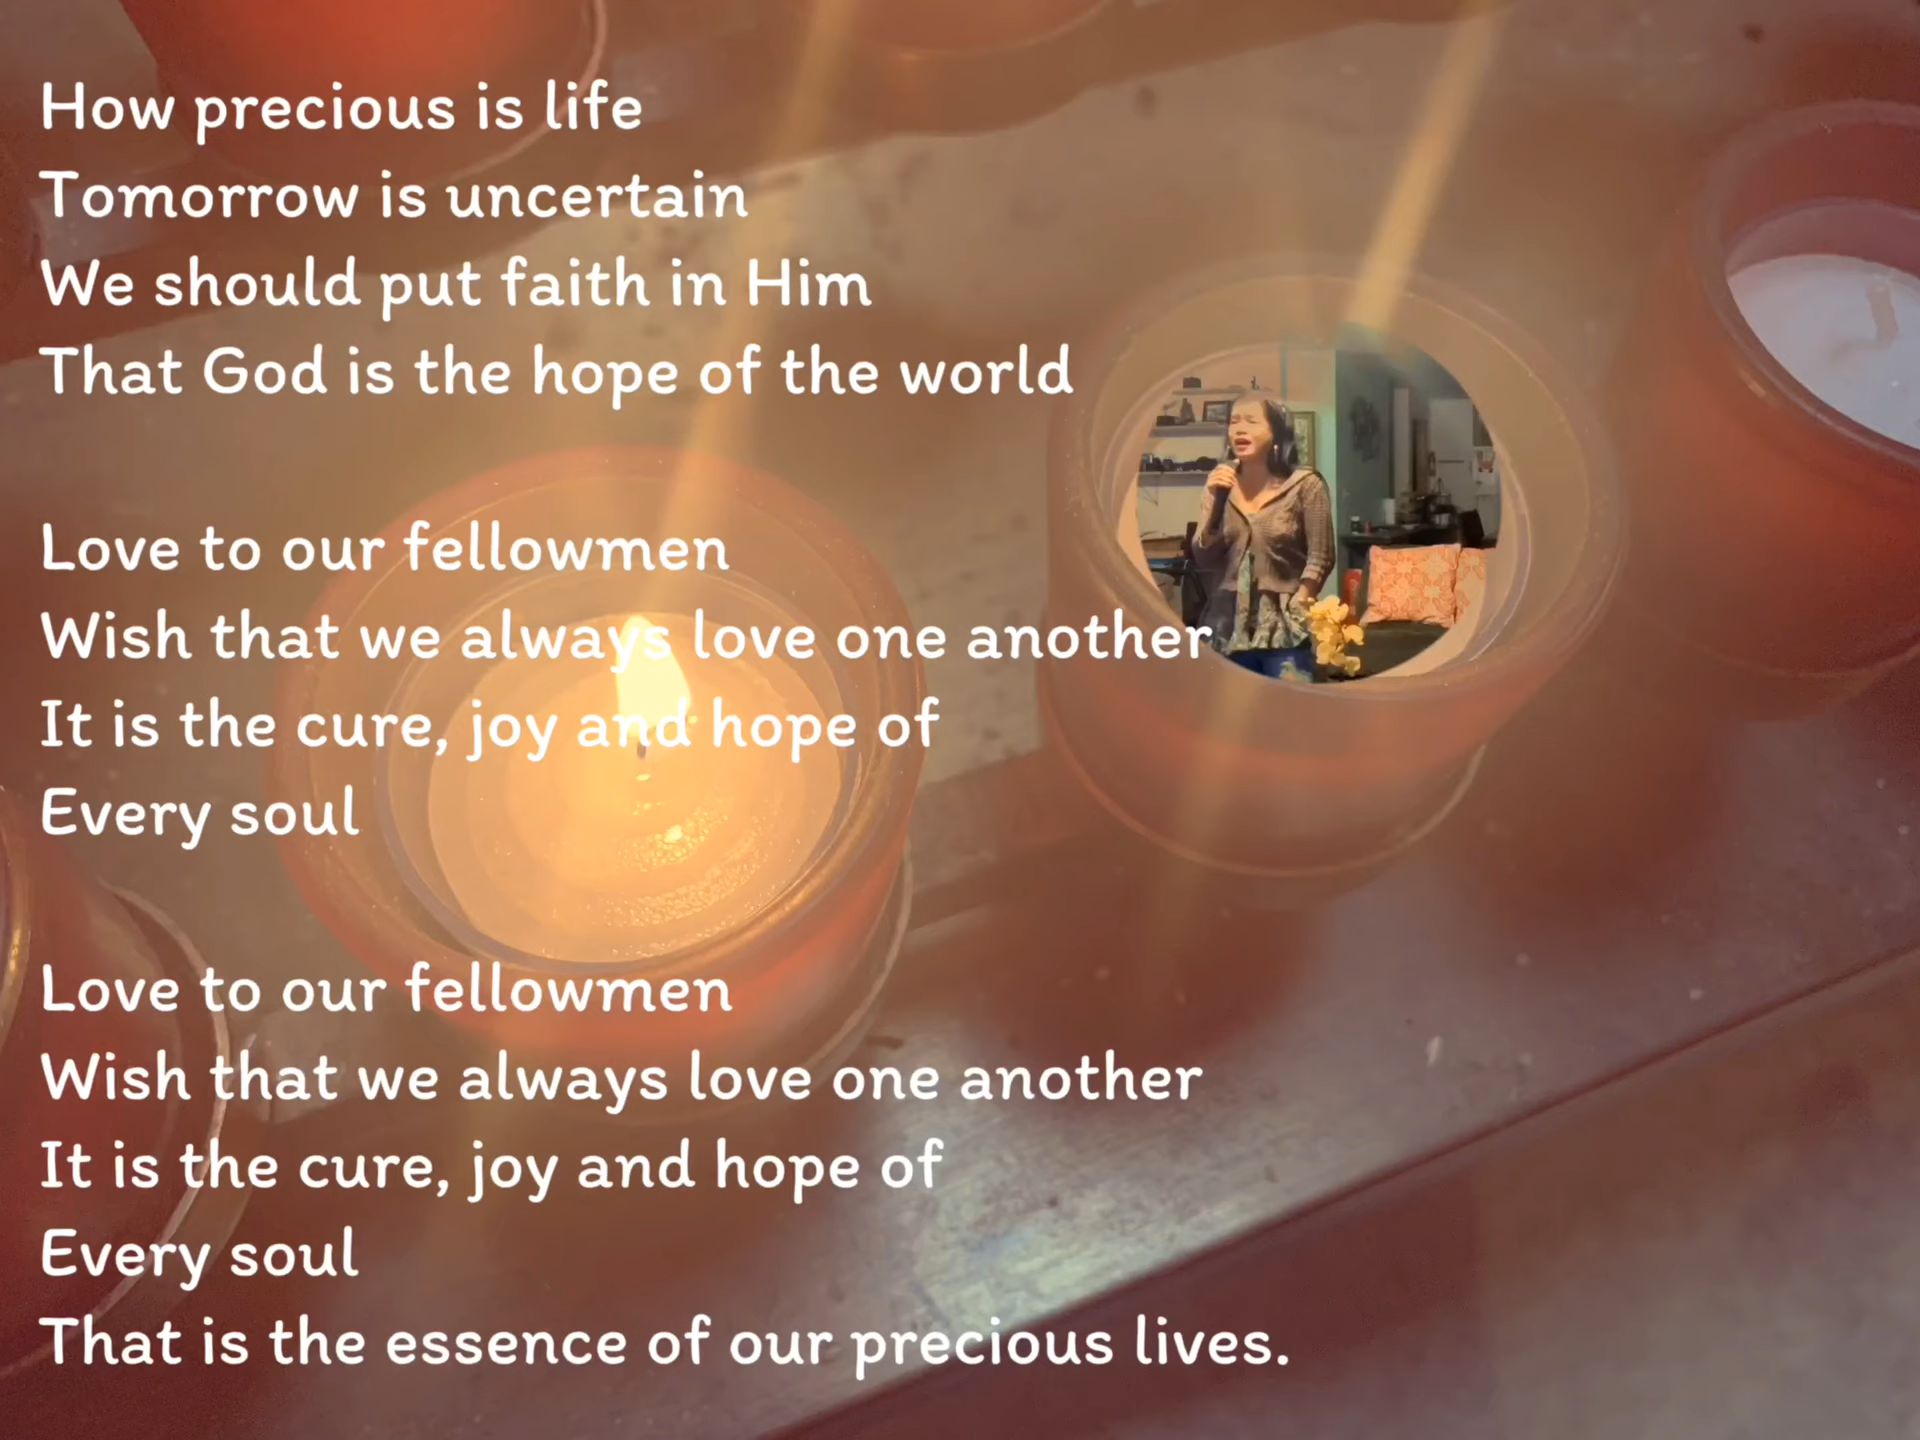 How precious is life
Tomorrow is uncertain
We should put faith in Him
That God is the hope of the world
Love to our fellowmen
Wish that we always love one another
It is the cure, joy and hope of
Every soul
Love to our fellowmen
Wish that we always love one another
It is the cure, joy and hope of
Every soul
That is the essence of our precious lives.